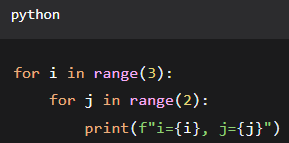 python
for i in range(3):
    for j in range(2):
        print(f"i={i}, j={j}")